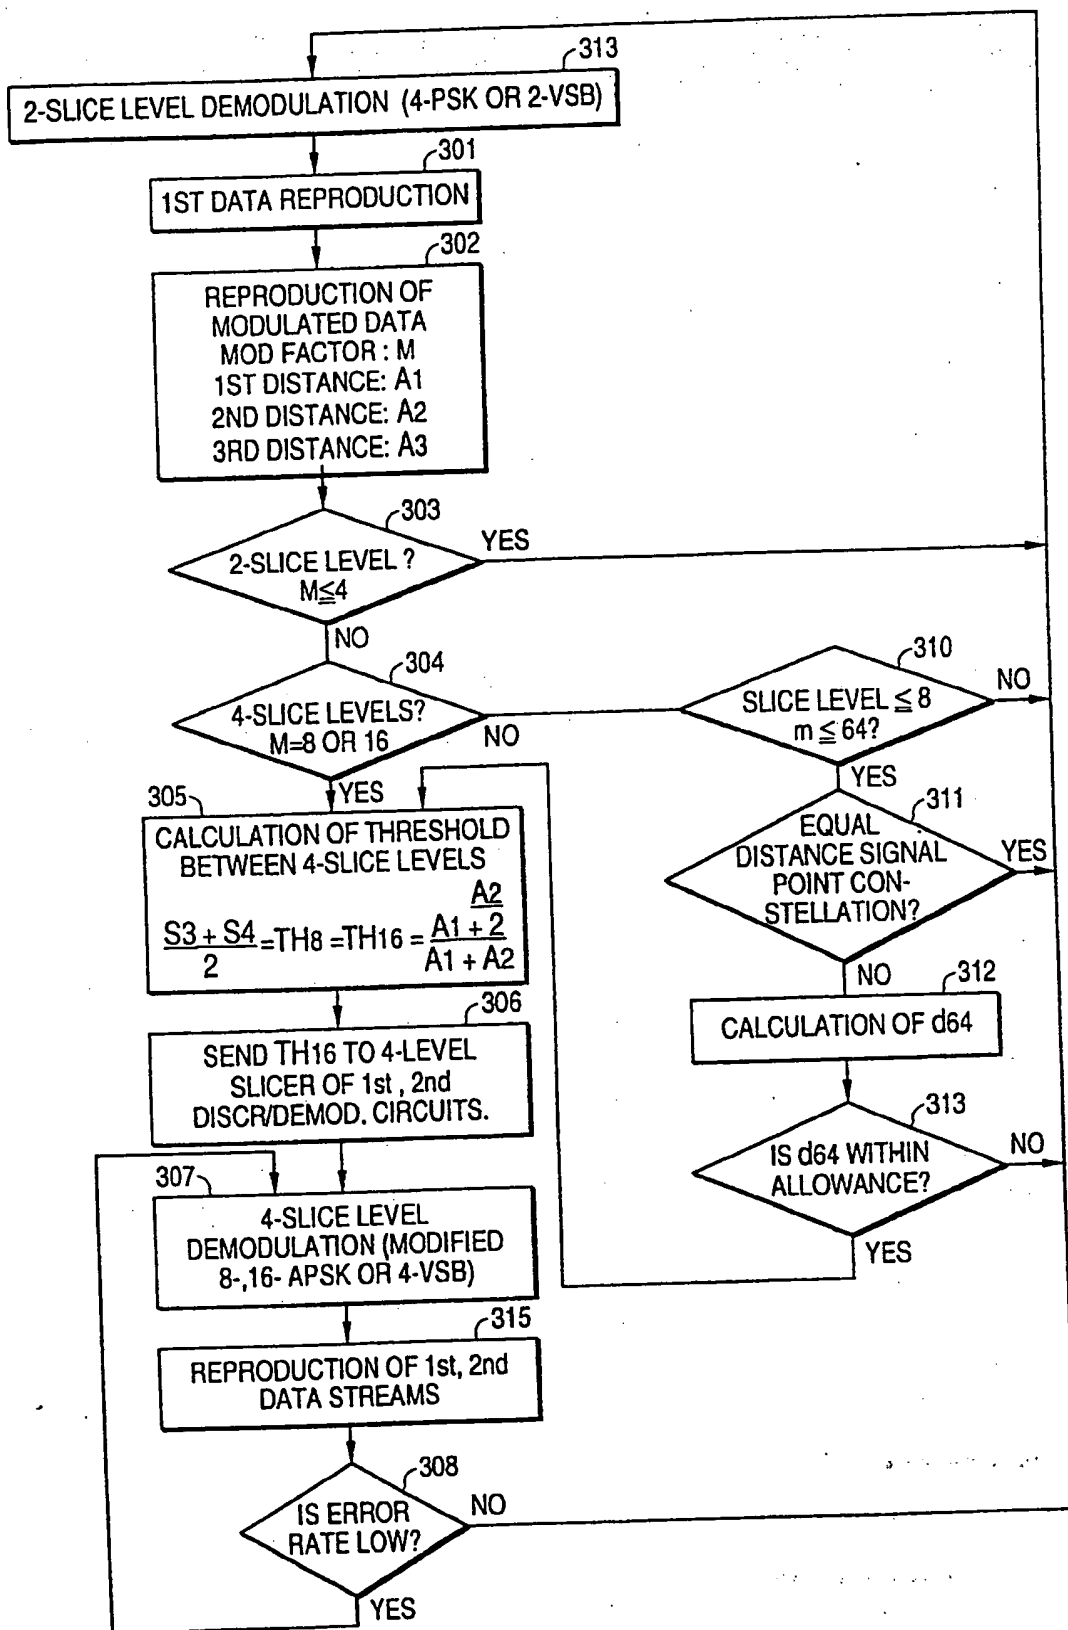 313
2-SLICE LEVEL DEMODULATION (4-PSK OR 2-VSB)
301
1ST DATA REPRODUCTION
302
REPRODUCTION OF
MODULATED DATA
MOD FACTOR : M
1ST DISTANCE: A1
2ND DISTANCE: A2
3RD DISTANCE: A3
303
2-SLICE LEVEL ?
M≦4
YES
NO
304
4-SLICE LEVELS?
M=8 OR 16
NO
YES
310
SLICE LEVEL ≦ 8
m ≦ 64?
NO
YES
311
EQUAL
DISTANCE SIGNAL
POINT CON-
STELLATION?
YES
NO
305
CALCULATION OF THRESHOLD
BETWEEN 4-SLICE LEVELS
A2
S3 + S4 A1 + 2
=TH8 =TH16 =
2 A1 + A2
312
CALCULATION OF d64
306
SEND TH16 TO 4-LEVEL
SLICER OF 1st, 2nd
DISCR/DEMOD. CIRCUITS.
313
IS d64 WITHIN
ALLOWANCE?
NO
YES
307
4-SLICE LEVEL
DEMODULATION (MODIFIED
8-,16- APSK OR 4-VSB)
315
REPRODUCTION OF 1st, 2nd
DATA STREAMS
308
IS ERROR
RATE LOW?
NO
YES